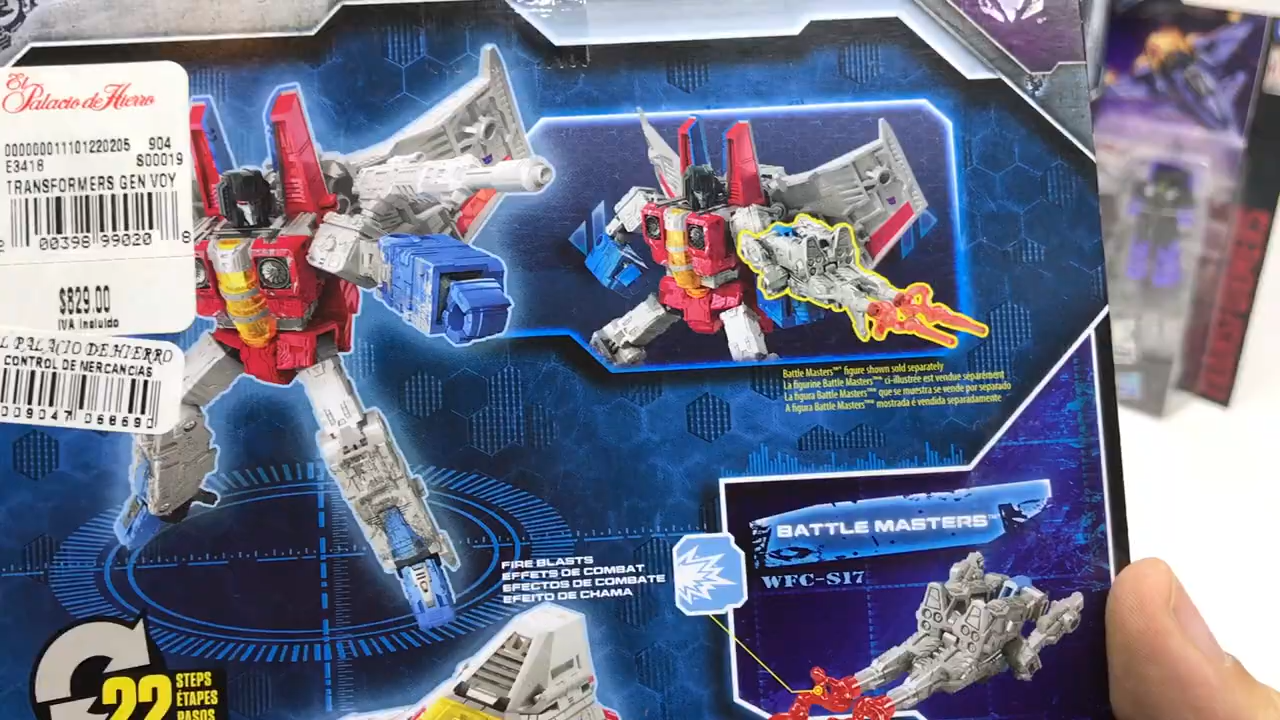 El
Palacio de Hierro
000000011101220205 904
E3418 S00019
TRANSFORMERS GEN VOY
00398 99020 8
$829.00
IVA Incluido
L PALACIO DE HIERRO
CONTROL DE MERCANCIAS
009047 068690
Battle Masters™ figure shown sold separately
La figurine Battle Masters™ ci-illustrée est vendue séparément
La figura Battle Masters™ que se muestra se vende por separado
A figura Battle Masters™ mostrada é vendida separadamente
BATTLE MASTERS™
WFC-S17
FIRE BLASTS
EFFETS DE COMBAT
EFECTOS DE COMBATE
EFEITO DE CHAMA
22
STEPS
ÉTAPES
PASOS